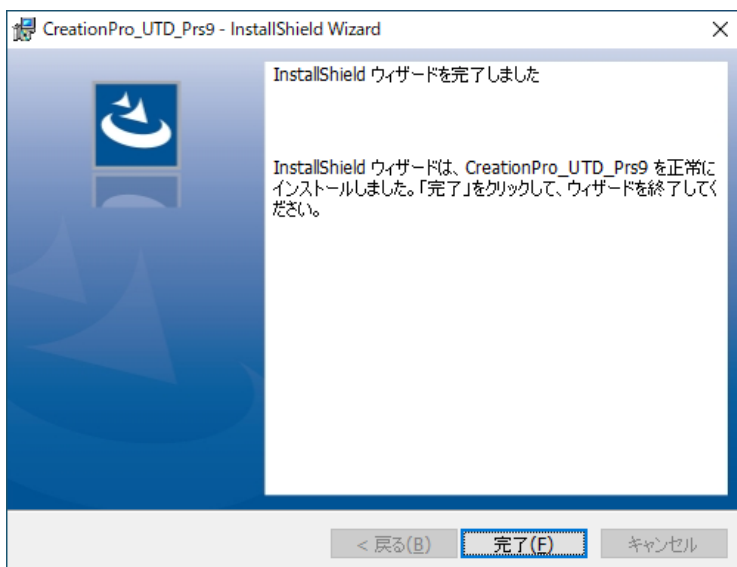 CreationPro_UTD_Prs9 - InstallShield Wizard
InstallShield ウィザードを完了しました
InstallShield ウィザードは、CreationPro_UTD_Prs9 を正常に
インストールしました。「完了」をクリックして、ウィザードを終了してく
ださい。
< 戻る(B) 完了(F) キャンセル